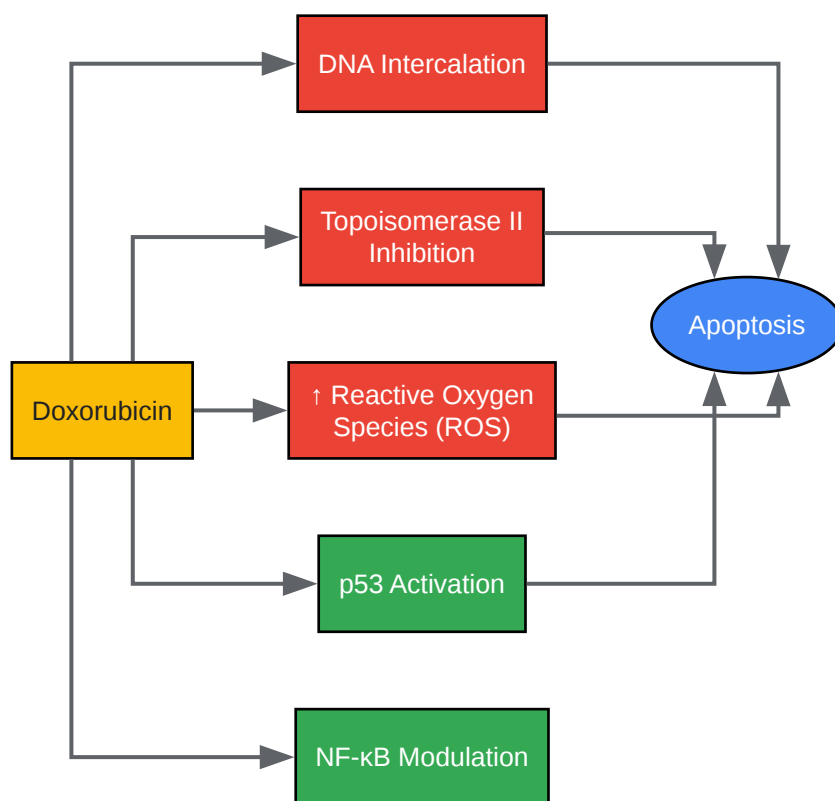 DNA Intercalation
Topoisomerase II
Inhibition
Apoptosis
Doxorubicin
↑ Reactive Oxygen
Species (ROS)
p53 Activation
NF-κB Modulation